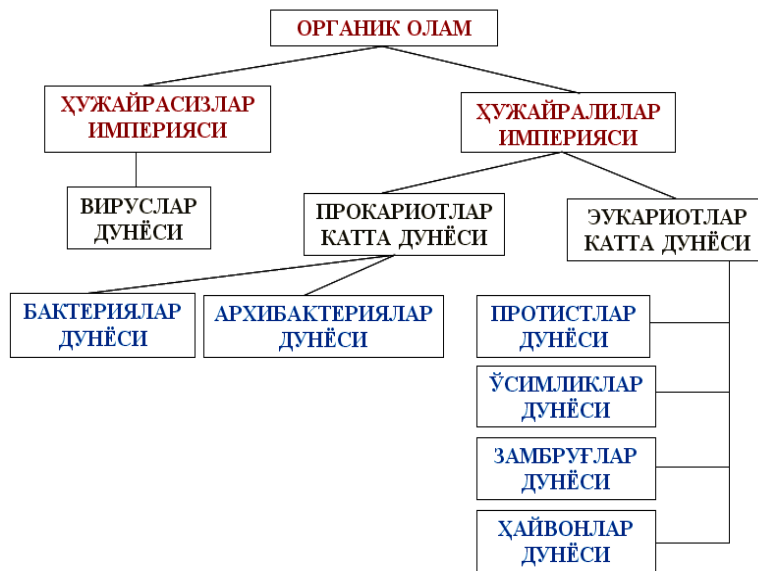 ОРГАНИК ОЛАМ
ҲУЖАЙРАСИЗЛАР
ИМПЕРИЯСИ
ҲУЖАЙРАЛИЛАР
ИМПЕРИЯСИ
ВИРУСЛАР
ДУНЁСИ
ПРОКАРИОТЛАР
КАТТА ДУНЁСИ
ЭУКАРИОТЛАР
КАТТА ДУНЁСИ
БАКТЕРИЯЛАР
ДУНЁСИ
АРХИБАКТЕРИЯЛАР
ДУНЁСИ
ПРОТИСТЛАР
ДУНЁСИ
ЎСИМЛИКЛАР
ДУНЁСИ
ЗАМБРУҒЛАР
ДУНЁСИ
ҲАЙВОНЛАР
ДУНЁСИ